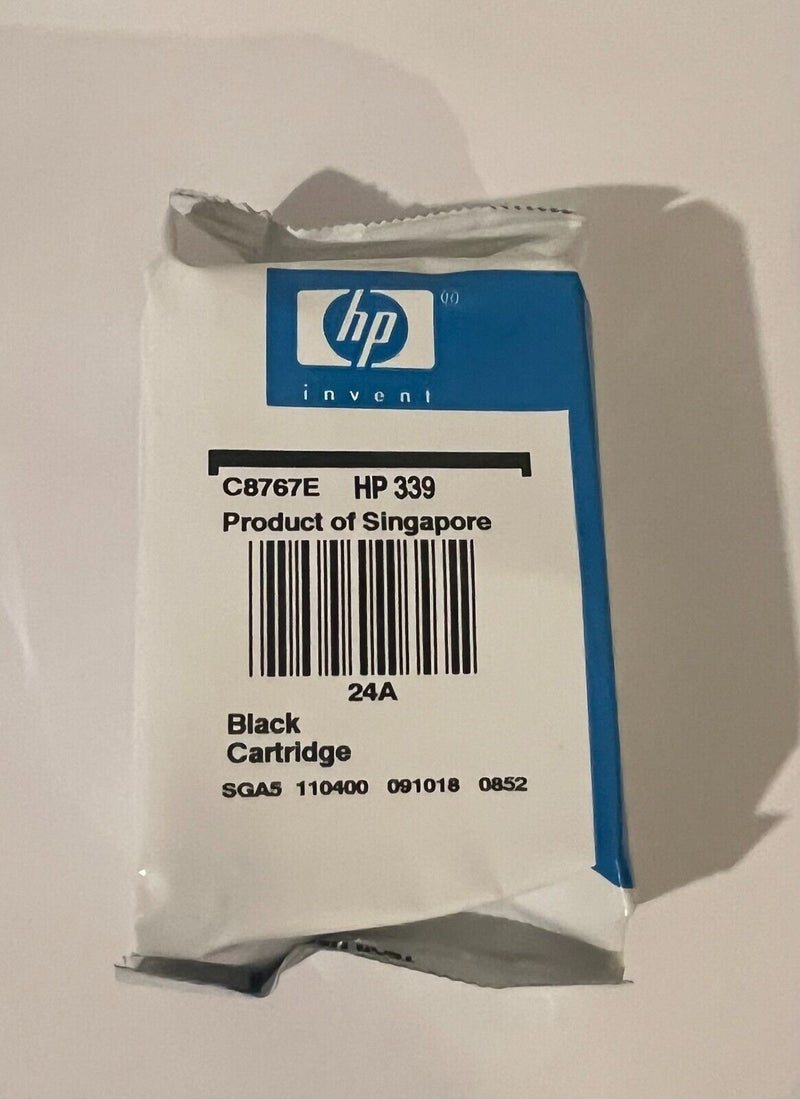 hp ®
invent
C8767E HP 339
Product of Singapore
24A
Black
Cartridge
SGA5 110400 091018 0852